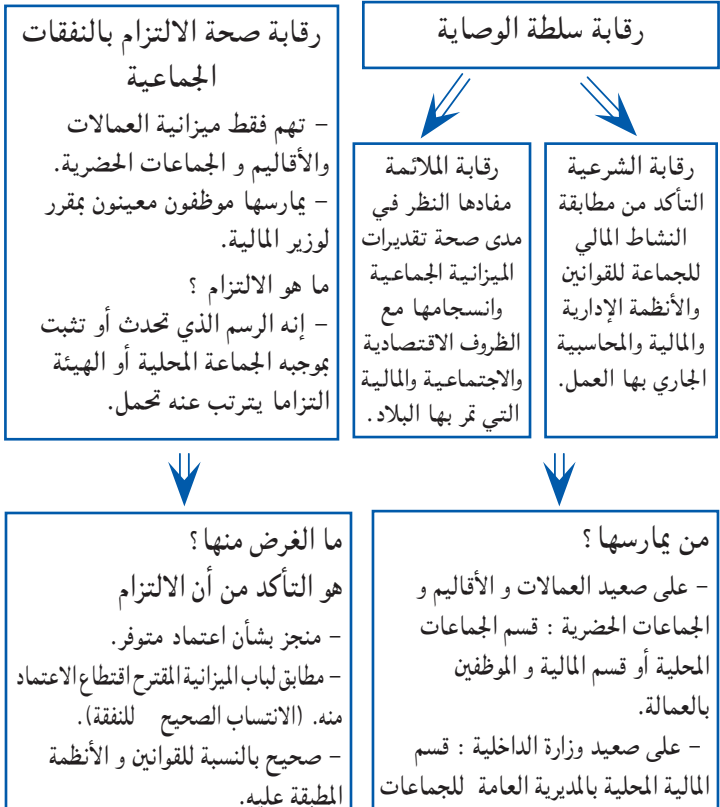 رقابة سلطة الوصاية
رقابة الشرعية
التأكد من مطابقة
النشاط المالي
للجماعة للقوانين
والأنظمة الإدارية
والمالية والمحاسبية
الجاري بها العمل.
رقابة الملائمة
مفادها النظر في
مدى صحة تقديرات
الميزانية الجماعية
وانسجامها مع
الظروف الاقتصادية
والاجتماعية والمالية
التي تمر بها البلاد.
من يمارسها؟
- على صعيد العمالات و الأقاليم و
الجماعات الحضرية : قسم الجماعات
المحلية أو قسم المالية و الموظفين
بالعمالة.
- على صعيد وزارة الداخلية : قسم
المالية المحلية بالمديرية العامة للجماعات
رقابة صحة الالتزام بالنفقات
الجماعية
- تهم فقط ميزانية العمالات
والأقاليم و الجماعات الحضرية.
- يمارسها موظفون معينون بمقرر
لوزير المالية.
ما هو الالتزام ؟
- إنه الرسم الذي تحدث أو تثبت
بموجبه الجماعة المحلية أو الهيئة
التزاما يترتب عنه تحمل.
ما الغرض منها؟
هو التأكد من أن الالتزام
- منجز بشأن اعتماد متوفر.
- مطابق لباب الميزانية المقترح اقتطاع الاعتماد
منه. (الانتساب الصحيح للنفقة).
- صحيح بالنسبة للقوانين و الأنظمة
المطبقة عليه.